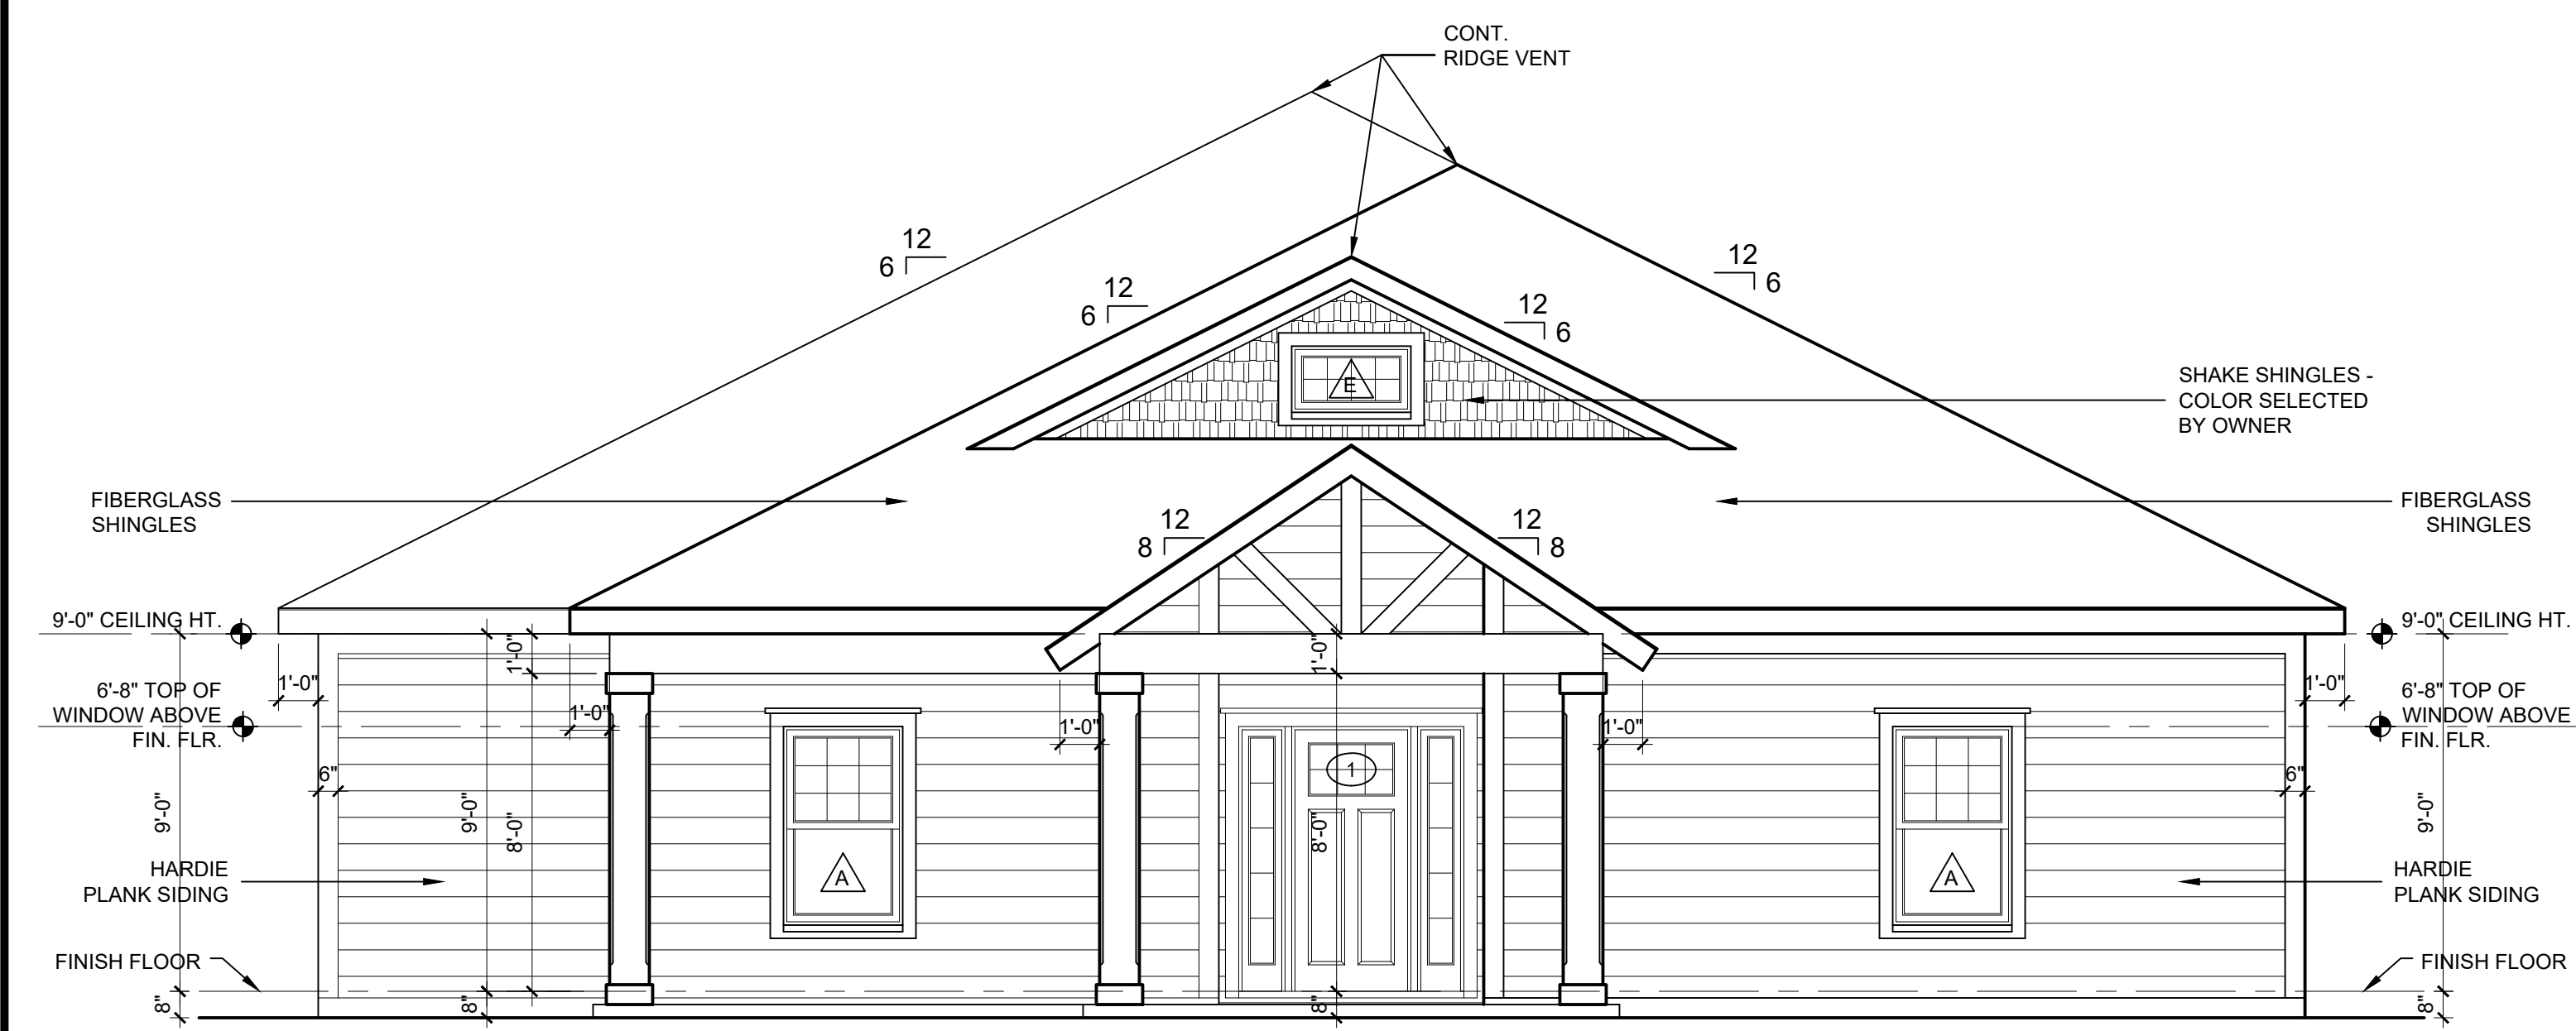 CONT.
RIDGE VENT
12
6
12
6
12
6
12
6
SHAKE SHINGLES -
COLOR SELECTED
BY OWNER
E
FIBERGLASS
SHINGLES
FIBERGLASS
SHINGLES
12
8
12
8
9'-0" CEILING HT.
9'-0" CEILING HT.
1'-0"
1'-0"
6'-8" TOP OF
WINDOW ABOVE
FIN. FLR.
1'-0"
1'-0"
1'-0"
1'-0"
1'-0"
6'-8" TOP OF
WINDOW ABOVE
FIN. FLR.
6"
1
6"
9'-0"
9'-0"
8'-0"
8'-0"
9'-0"
HARDIE
PLANK SIDING
A
A
HARDIE
PLANK SIDING
FINISH FLOOR
FINISH FLOOR
8"
8"
8"
8"